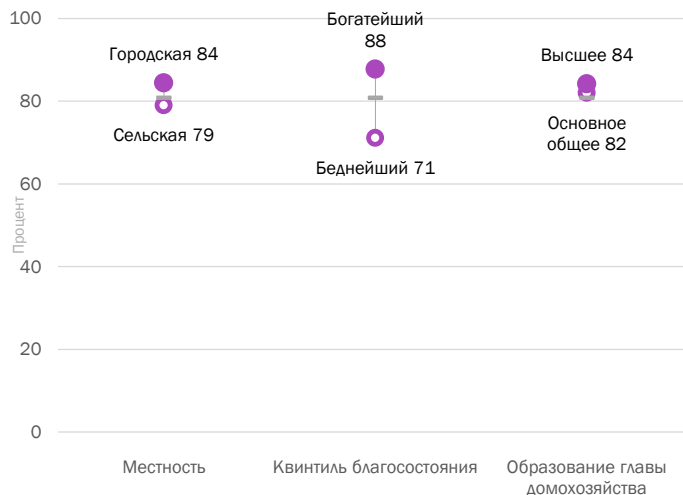 100
80
60
40
20
0
Процент
Городская 84
Сельская 79
Богатейший
88
Беднейший 71
Высшее 84
Основное
общее 82
Местность
Квинтиль благосостояния
Образование главы
домохозяйства